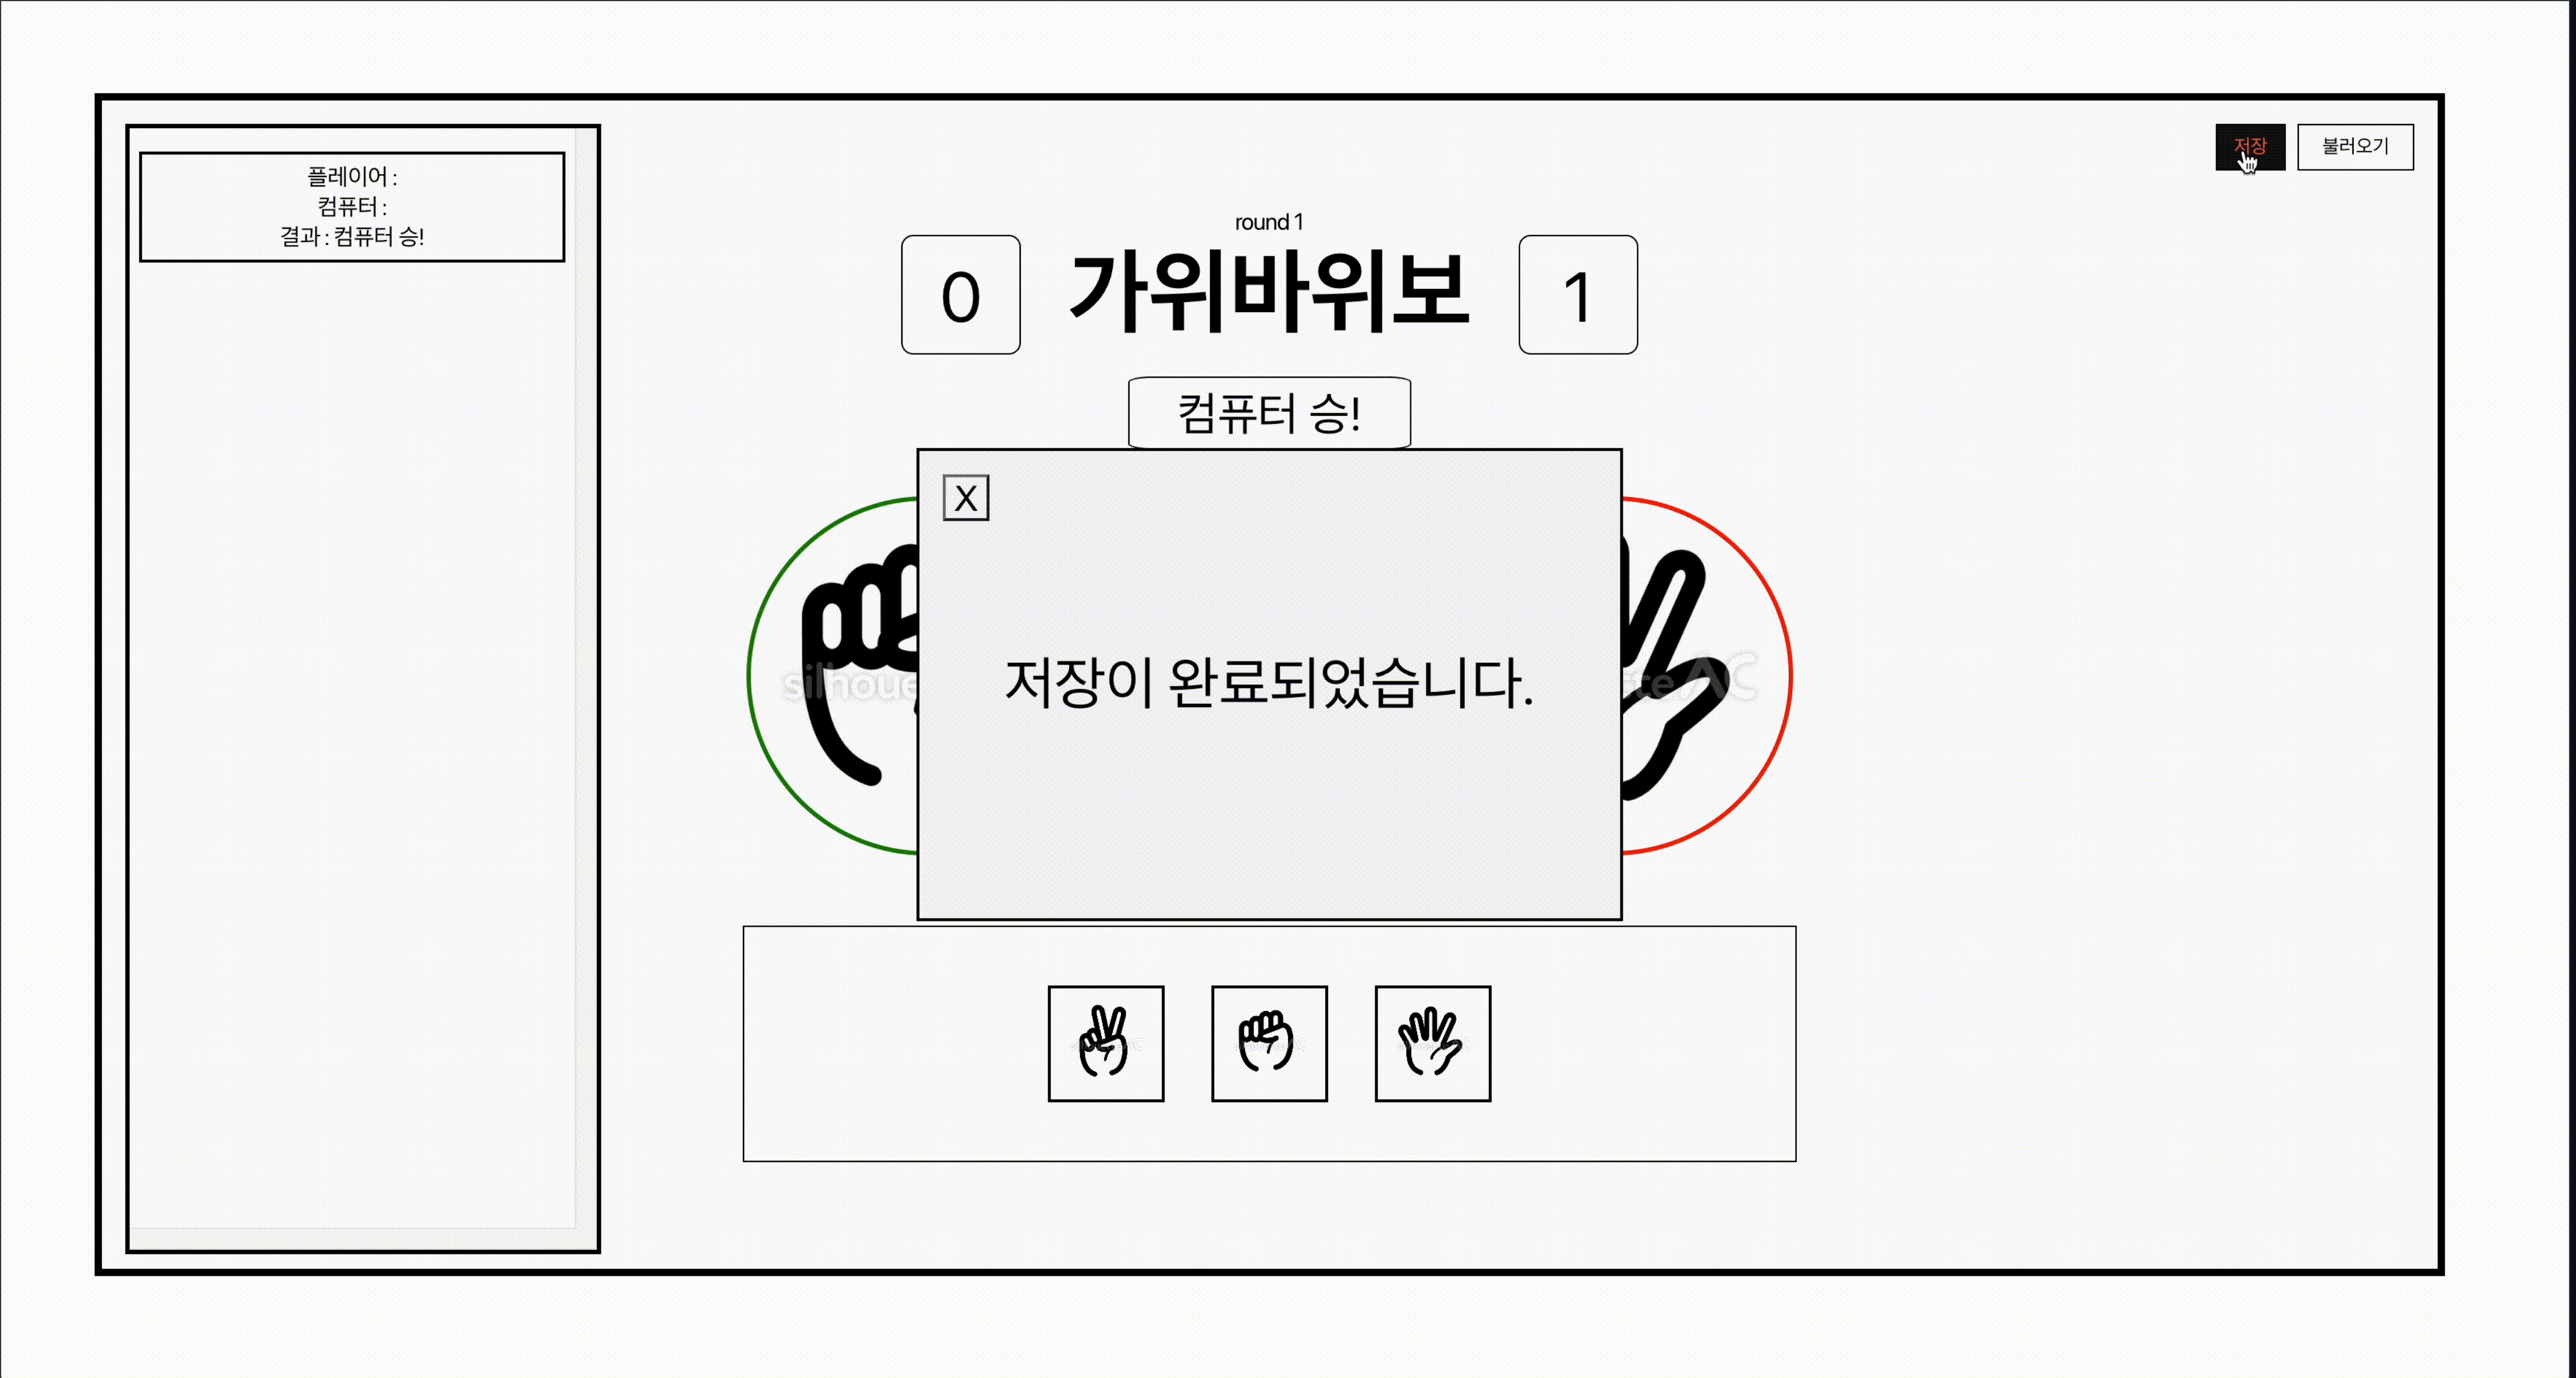 플레이어 :
컴퓨터 :
결과 : 컴퓨터 승!
저장
불러오기
round 1
0
가위바위보
1
컴퓨터 승!
X
저장이 완료되었습니다.